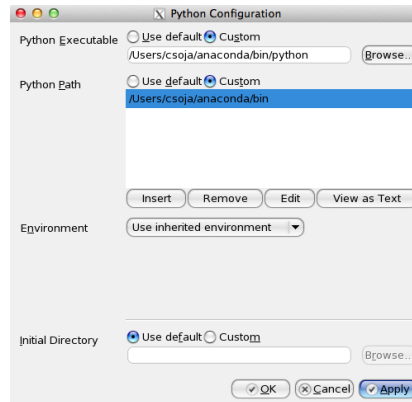 Python Configuration
Python Executable Use default Custom
/Users/csoja/anaconda/bin/python Browse...
Python Path Use default Custom
/Users/csoja/anaconda/bin
Insert Remove Edit View as Text
Environment Use inherited environment
Initial Directory Use default Custom
Browse...
OK Cancel Apply